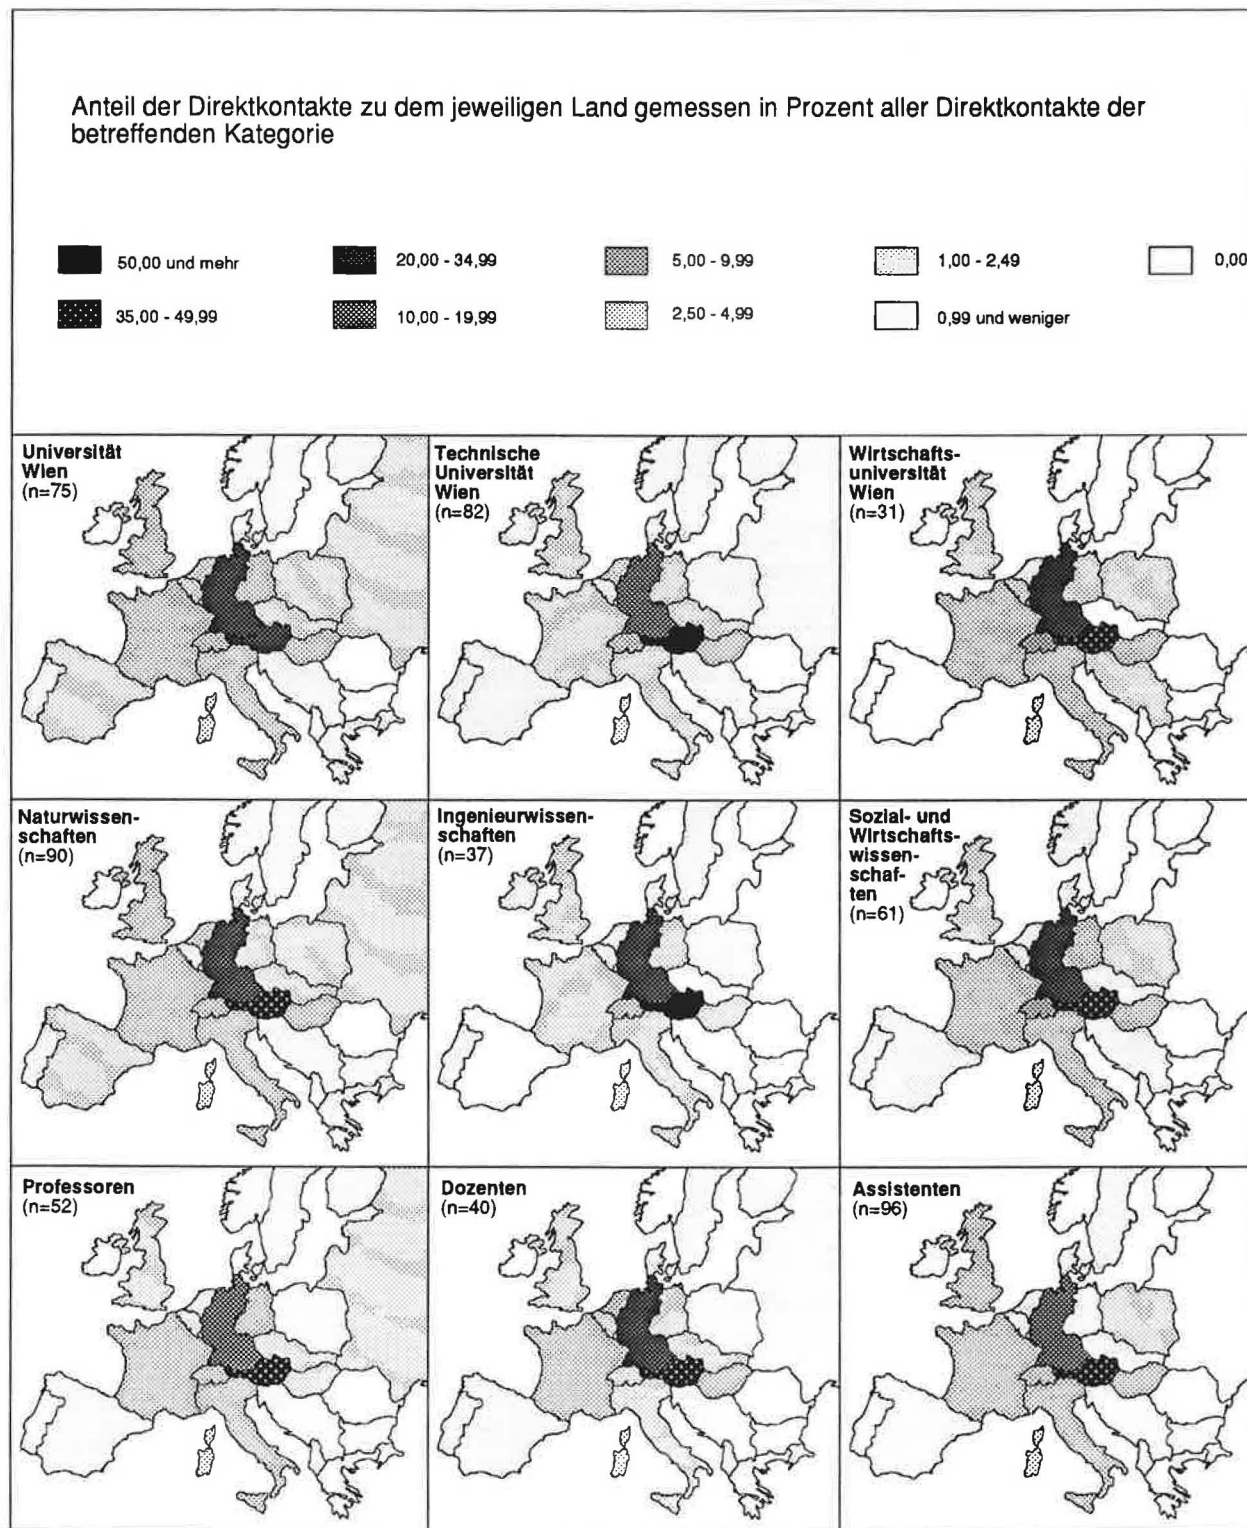 Anteil der Direktkontakte zu dem jeweiligen Land gemessen in Prozent aller Direktkontakte der
betreffenden Kategorie
50,00 und mehr
20,00 - 34,99
5,00 - 9,99
1,00 - 2,49
0,00
35,00 - 49,99
10,00 - 19,99
2,50 - 4,99
0,99 und weniger
Universität
Wien
(n=75)
Technische
Universität
Wien
(n=82)
Wirtschafts-
universität
Wien
(n=31)
Naturwissen-
schaften
(n=90)
Ingenieurwissen-
schaften
(n=37)
Sozial- und
Wirtschafts-
wissen-
schaf-
ten
(n=61)
Professoren
(n=52)
Dozenten
(n=40)
Assistenten
(n=96)